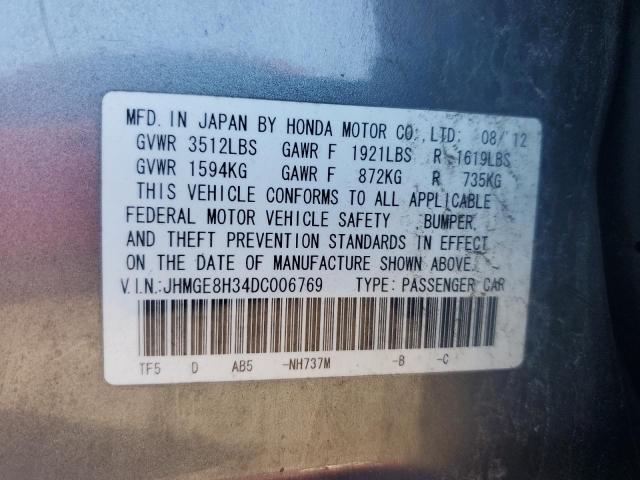 MFD. IN JAPAN BY HONDA MOTOR CO., LTD. 08/'12
GVWR 3512LBS GAWR F 1921LBS R 1619LBS
GVWR 1594KG GAWR F 872KG R 735KG
THIS VEHICLE CONFORMS TO ALL APPLICABLE
FEDERAL MOTOR VEHICLE SAFETY , BUMPER,
AND THEFT PREVENTION STANDARDS IN EFFECT
ON THE DATE OF MANUFACTURE SHOWN ABOVE.
V.I.N.:JHMGE8H34DC006769 TYPE: PASSENGER CAR
TF5 D AB5 -NH737M -B -C